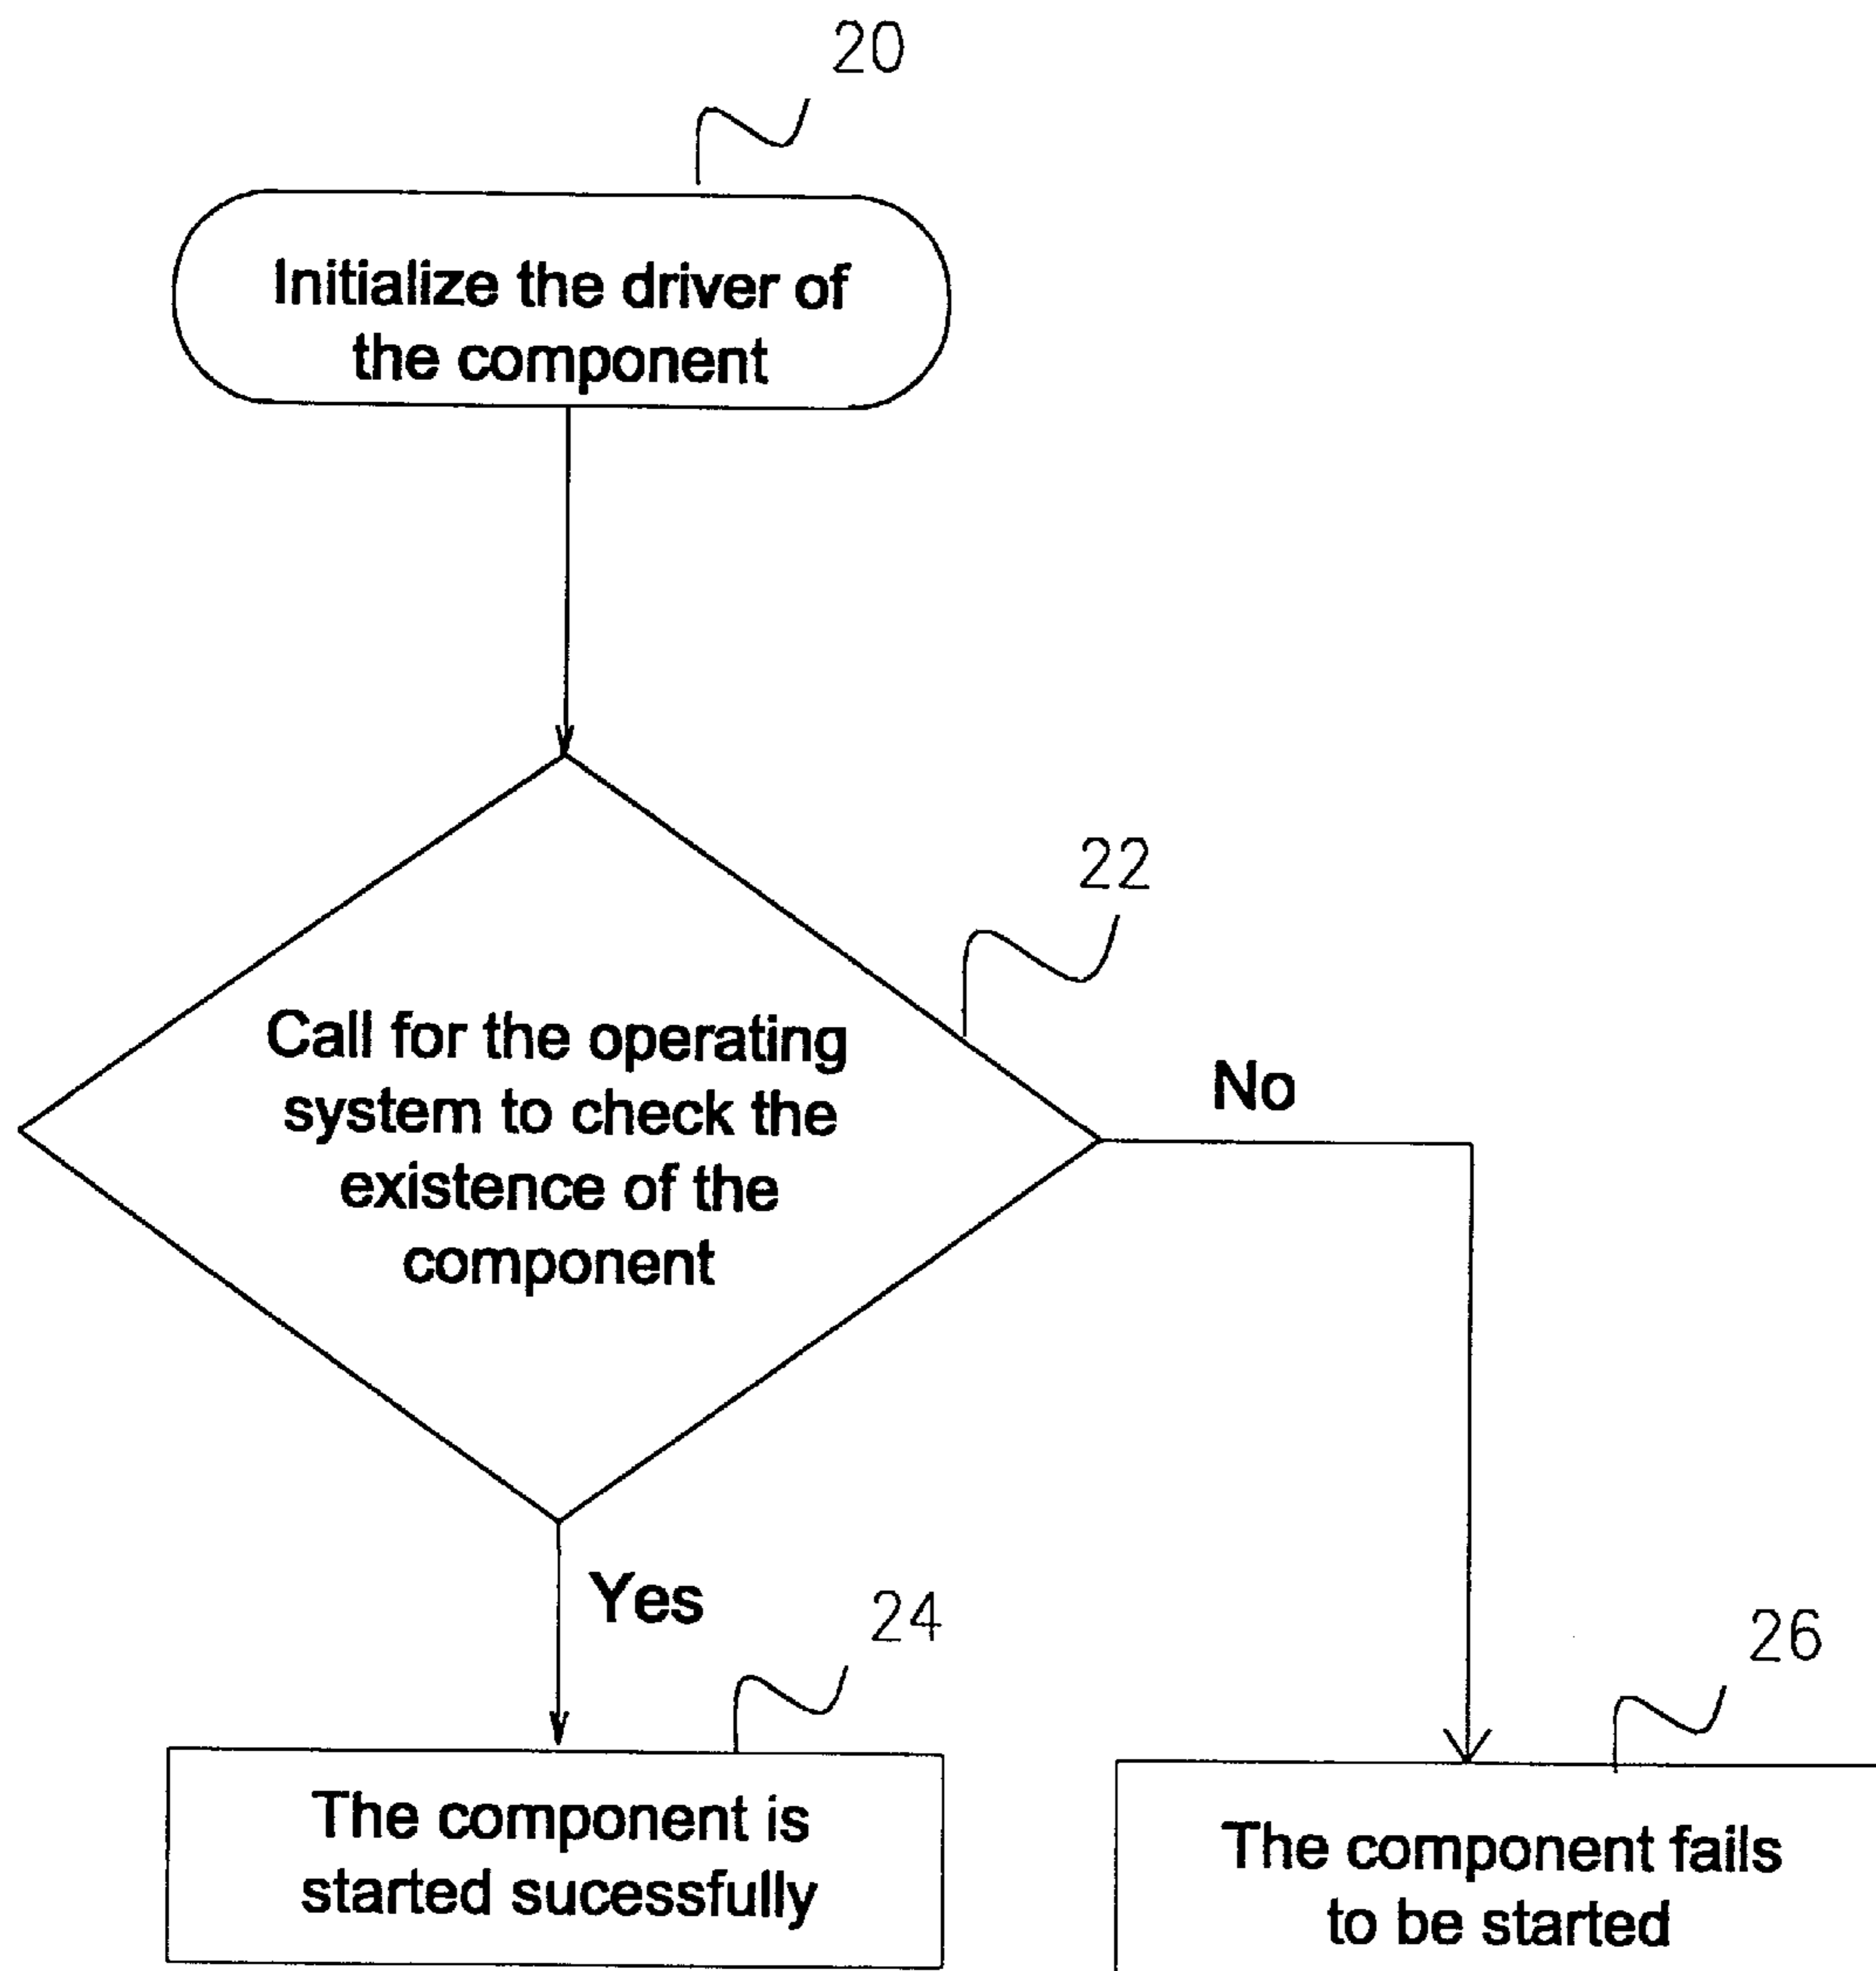 20
Initialize the driver of
the component
22
Call for the operating
system to check the
existence of the
component
No
Yes
24
26
The component is
started sucessfully
The component fails
to be started